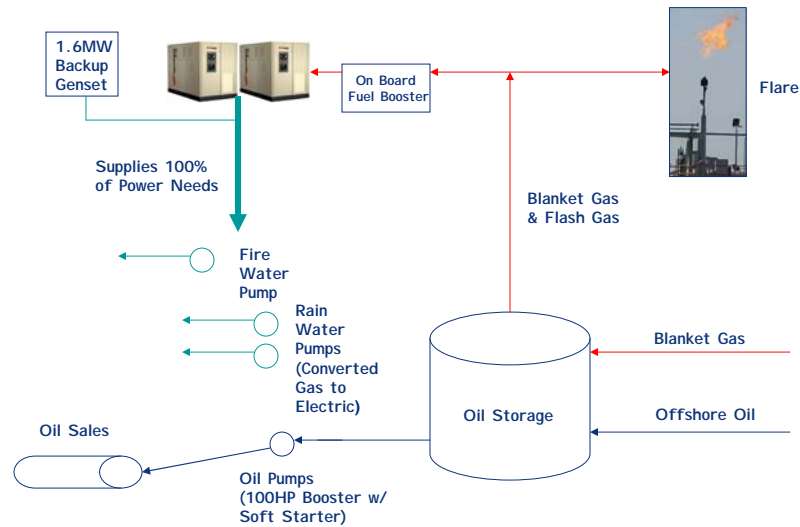 1.6MW
Backup
Genset
On Board
Fuel Booster
Flare
Supplies 100%
of Power Needs
Blanket Gas
& Flash Gas
Fire
Water
Pump
Rain
Water
Pumps
(Converted
Gas to
Electric)
Blanket Gas
Oil Storage
Offshore Oil
Oil Sales
Oil Pumps
(100HP Booster w/
Soft Starter)